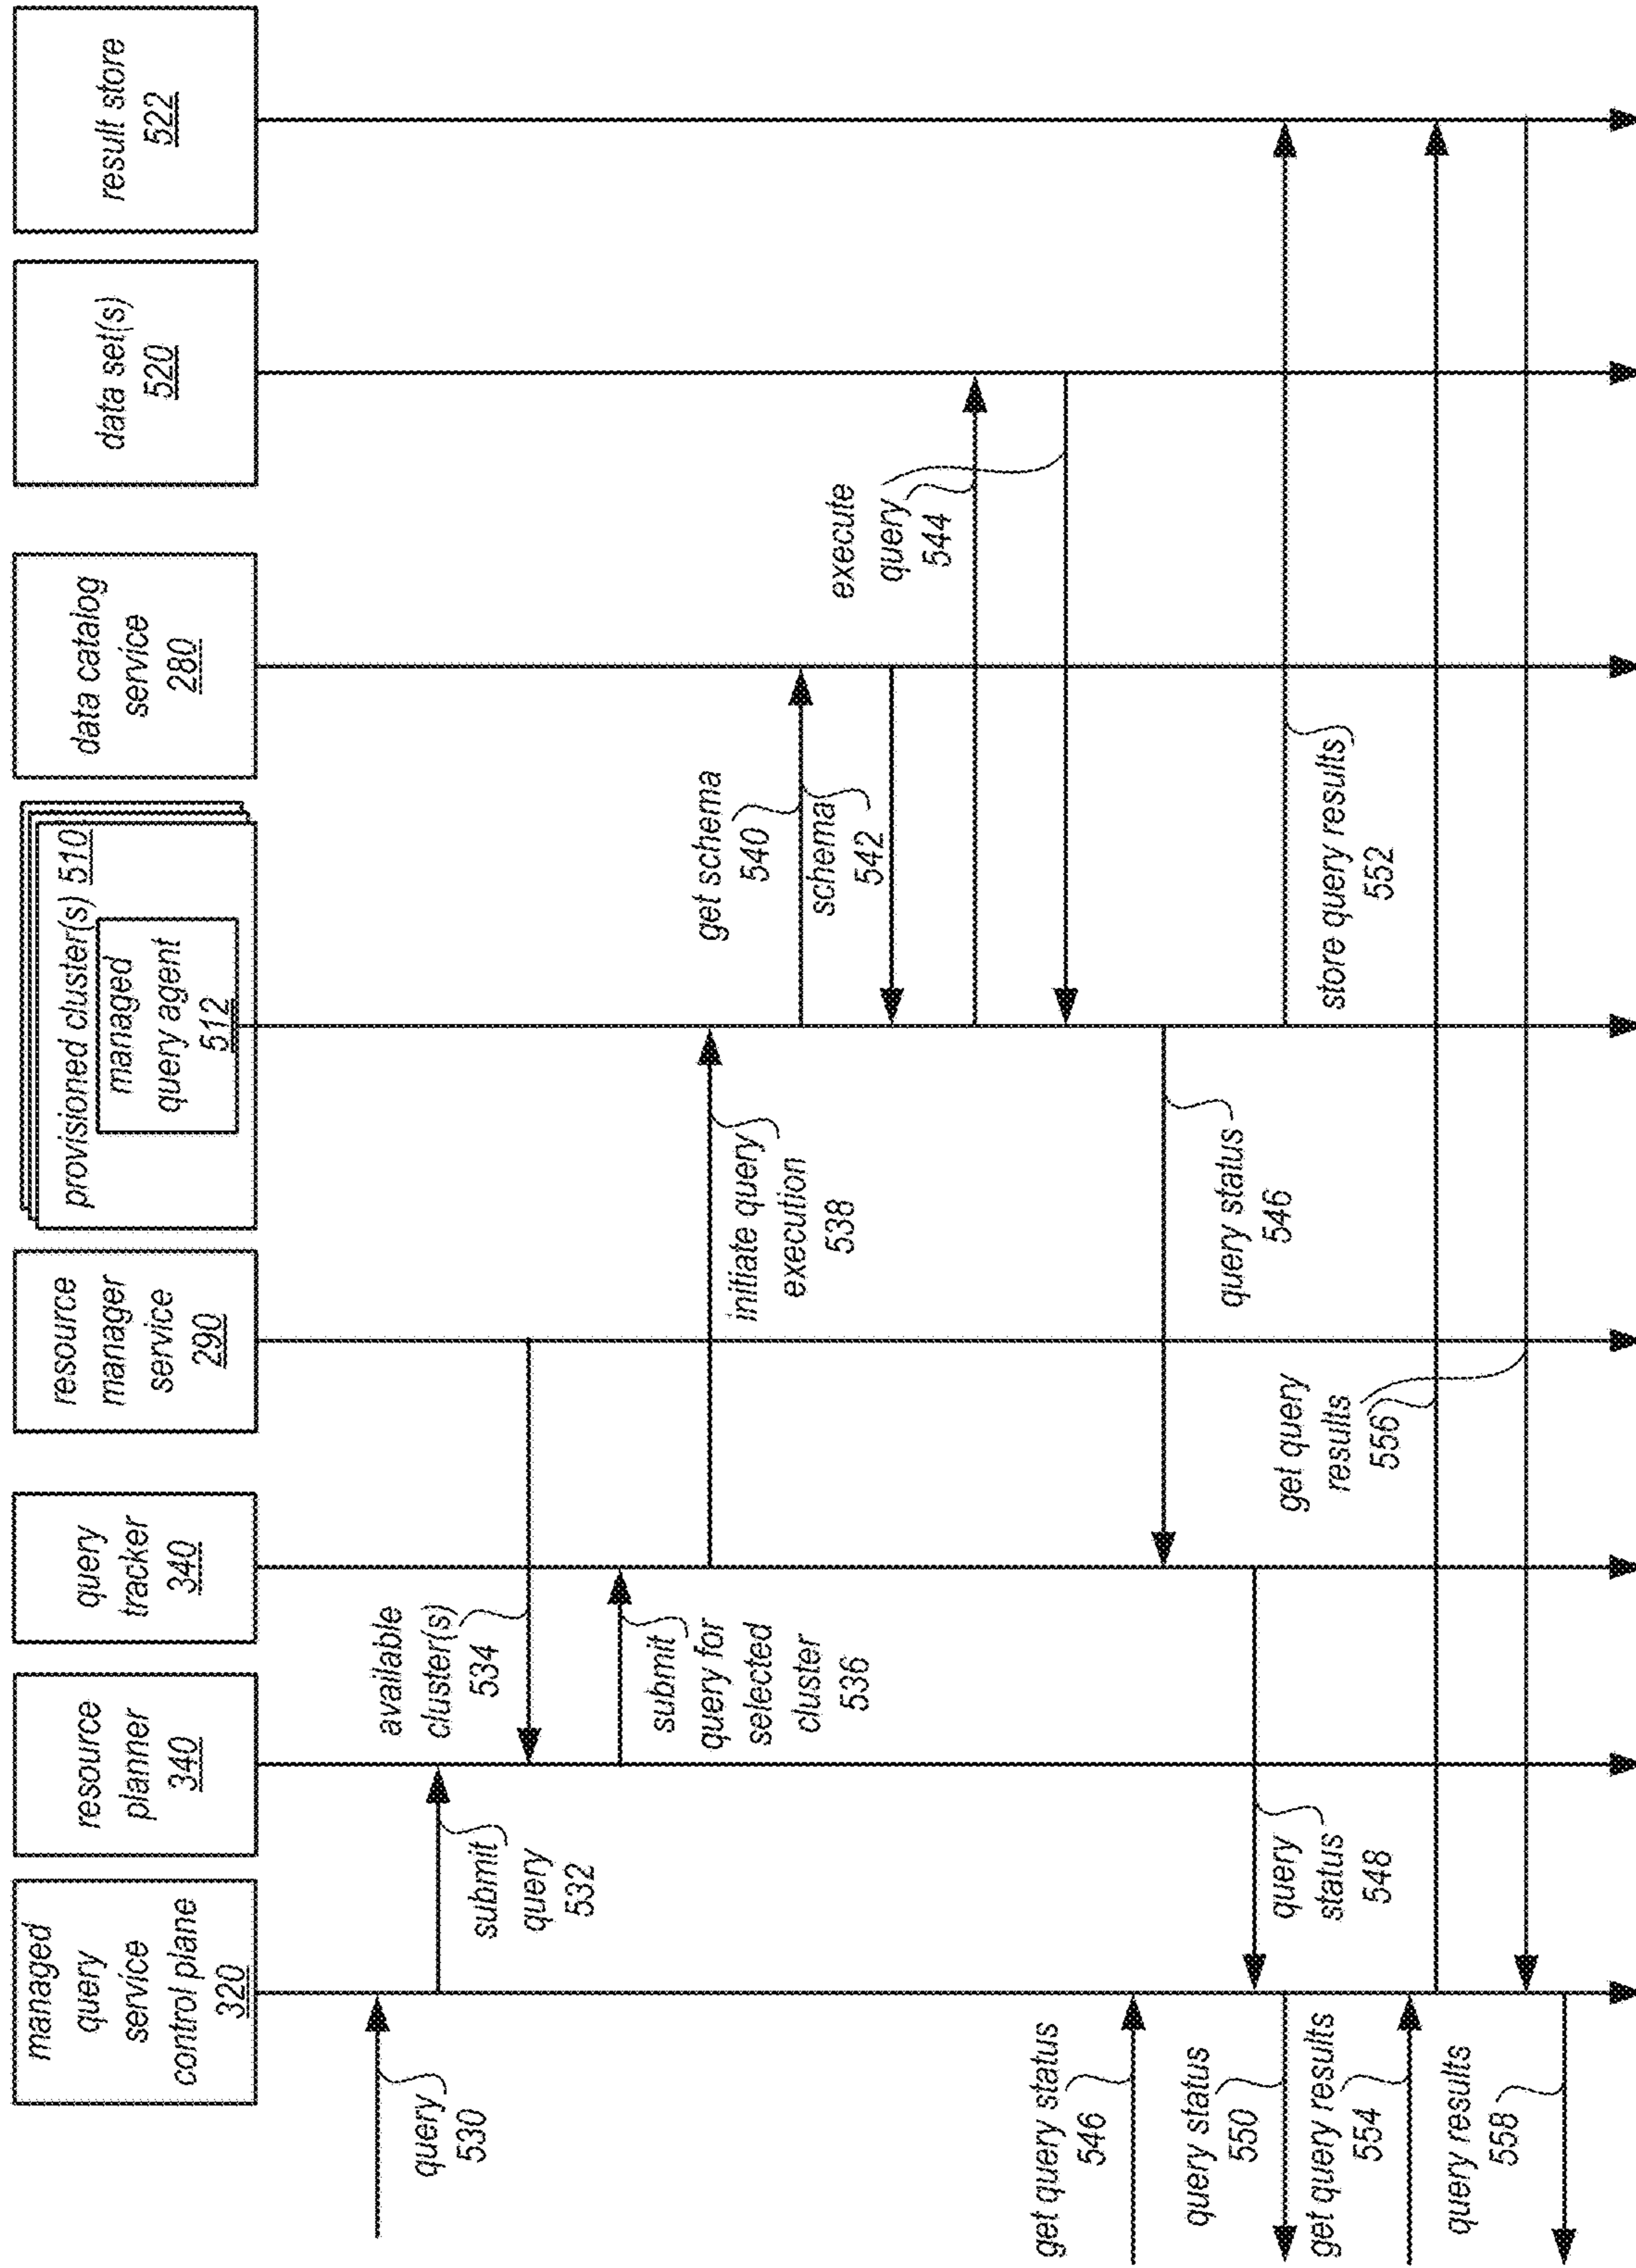 managed
query
service
control plane
320
resource
planner
340
query
tracker
340
resource
manager
service
290
provisioned cluster(s) 510
managed
query agent
512
data catalog
service
280
data set(s)
520
result store
522
query
530
submit
query
532
available
cluster(s)
534
submit
query for
selected
cluster
536
initiate query
execution
538
get schema
540
schema
542
execute
query
544
get query status
546
query status
546
query
status
548
query status
550
store query results
552
get query results
554
get query
results
556
query results
558